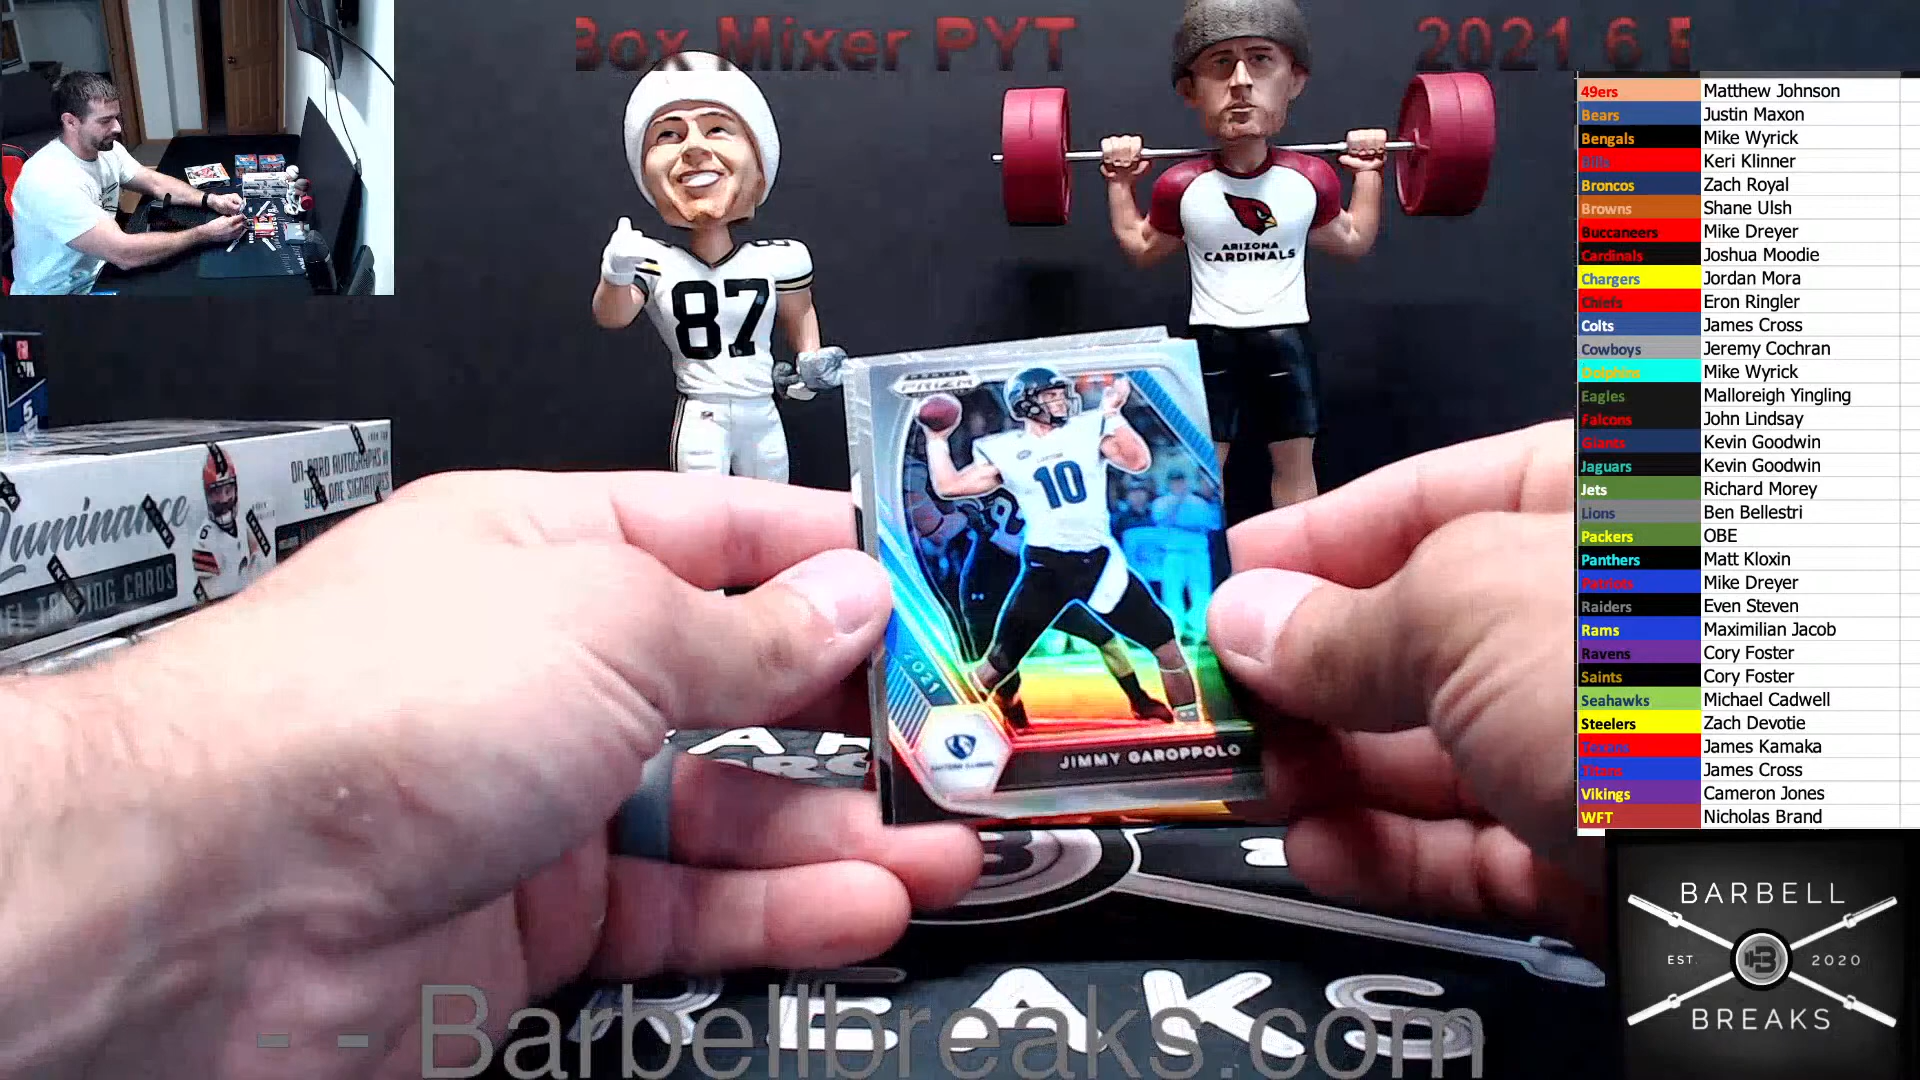 Box Mixer PYT
2021 6 B
49ers Matthew Johnson
Bears Justin Maxon
Bengals Mike Wyrick
Bills Keri Klinner
Broncos Zach Royal
Browns Shane Ulsh
Buccaneers Mike Dreyer
Cardinals Joshua Moodie
Chargers Jordan Mora
Chiefs Eron Ringler
Colts James Cross
Cowboys Jeremy Cochran
Dolphins Mike Wyrick
Eagles Malloreigh Yingling
Falcons John Lindsay
Giants Kevin Goodwin
Jaguars Kevin Goodwin
Jets Richard Morey
Lions Ben Bellestri
Packers OBE
Panthers Matt Kloxin
Patriots Mike Dreyer
Raiders Even Steven
Rams Maximilian Jacob
Ravens Cory Foster
Saints Cory Foster
Seahawks Michael Cadwell
Steelers Zach Devotie
Texans James Kamaka
Titans James Cross
Vikings Cameron Jones
WFT Nicholas Brand
87
ARIZONA
CARDINALS
PRIZM
10
2021
JIMMY GAROPPOLO
5
Luminance
ON-CARD AUTOGRAPHS
TRADING CARDS
BREAKS
- - Barbellbreaks.com
BARBELL
EST. B 2020
BREAKS